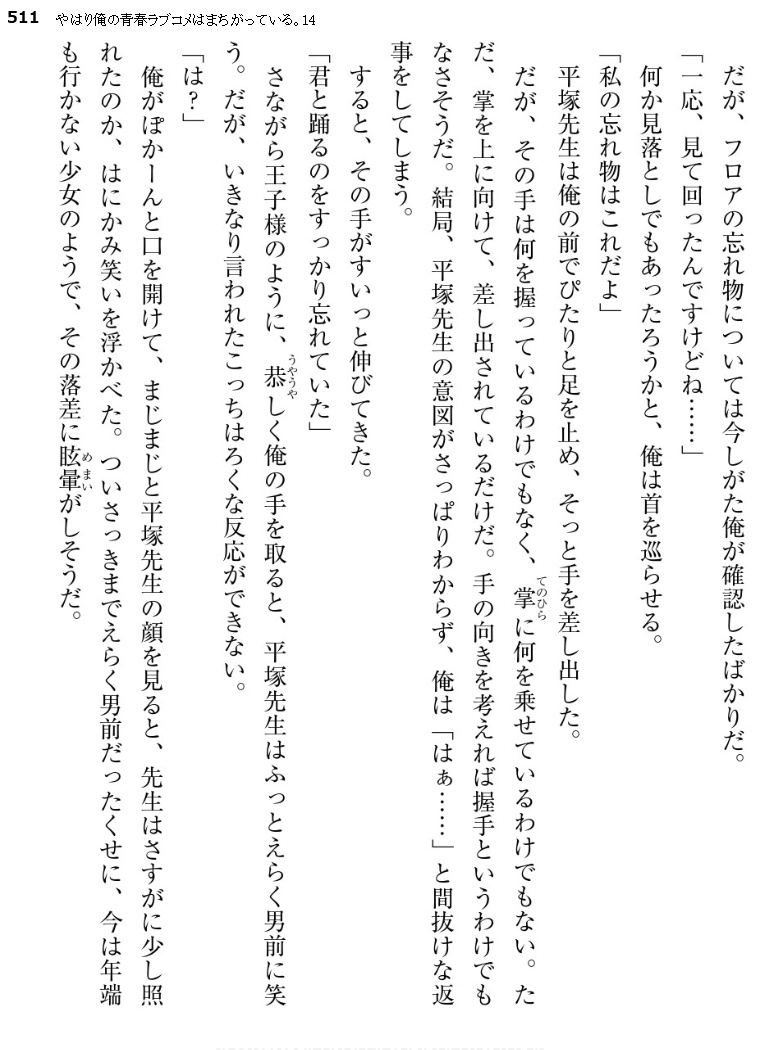 511 やはり俺の青春ラブコメはまちがっている。14
だが、フロアの忘れ物については今しがた俺が確認したばかりだ。
「一応、見て回ったんですけどね……」
何か見落としでもあったろうかと、俺は首を巡らせる。
「私の忘れ物はこれだよ」
平塚先生は俺の前でぴたりと足を止め、そっと手を差し出した。
だが、その手は何を握っているわけでもなく、掌てのひらに何を乗せているわけでもない。た
だ、掌を上に向けて、差し出されているだけだ。手の向きを考えれば握手というわけでも
なさそうだ。結局、平塚先生の意図がさっぱりわからず、俺は「はぁ……」と間抜けな返
事をしてしまう。
すると、その手がすいっと伸びてきた。
「君と踊るのをすっかり忘れていた」
さながら王子様のように、恭うやうやしく俺の手を取ると、平塚先生はふっとえらく男前に笑
う。だが、いきなり言われたこっちはろくな反応ができない。
「は?」
俺がぽかーんと口を開けて、まじまじと平塚先生の顔を見ると、先生はさすがに少し照
れたのか、はにかみ笑いを浮かべた。ついさっきまでえらく男前だったくせに、今は年端
も行かない少女のようで、その落差に眩暈めまいがしそうだ。